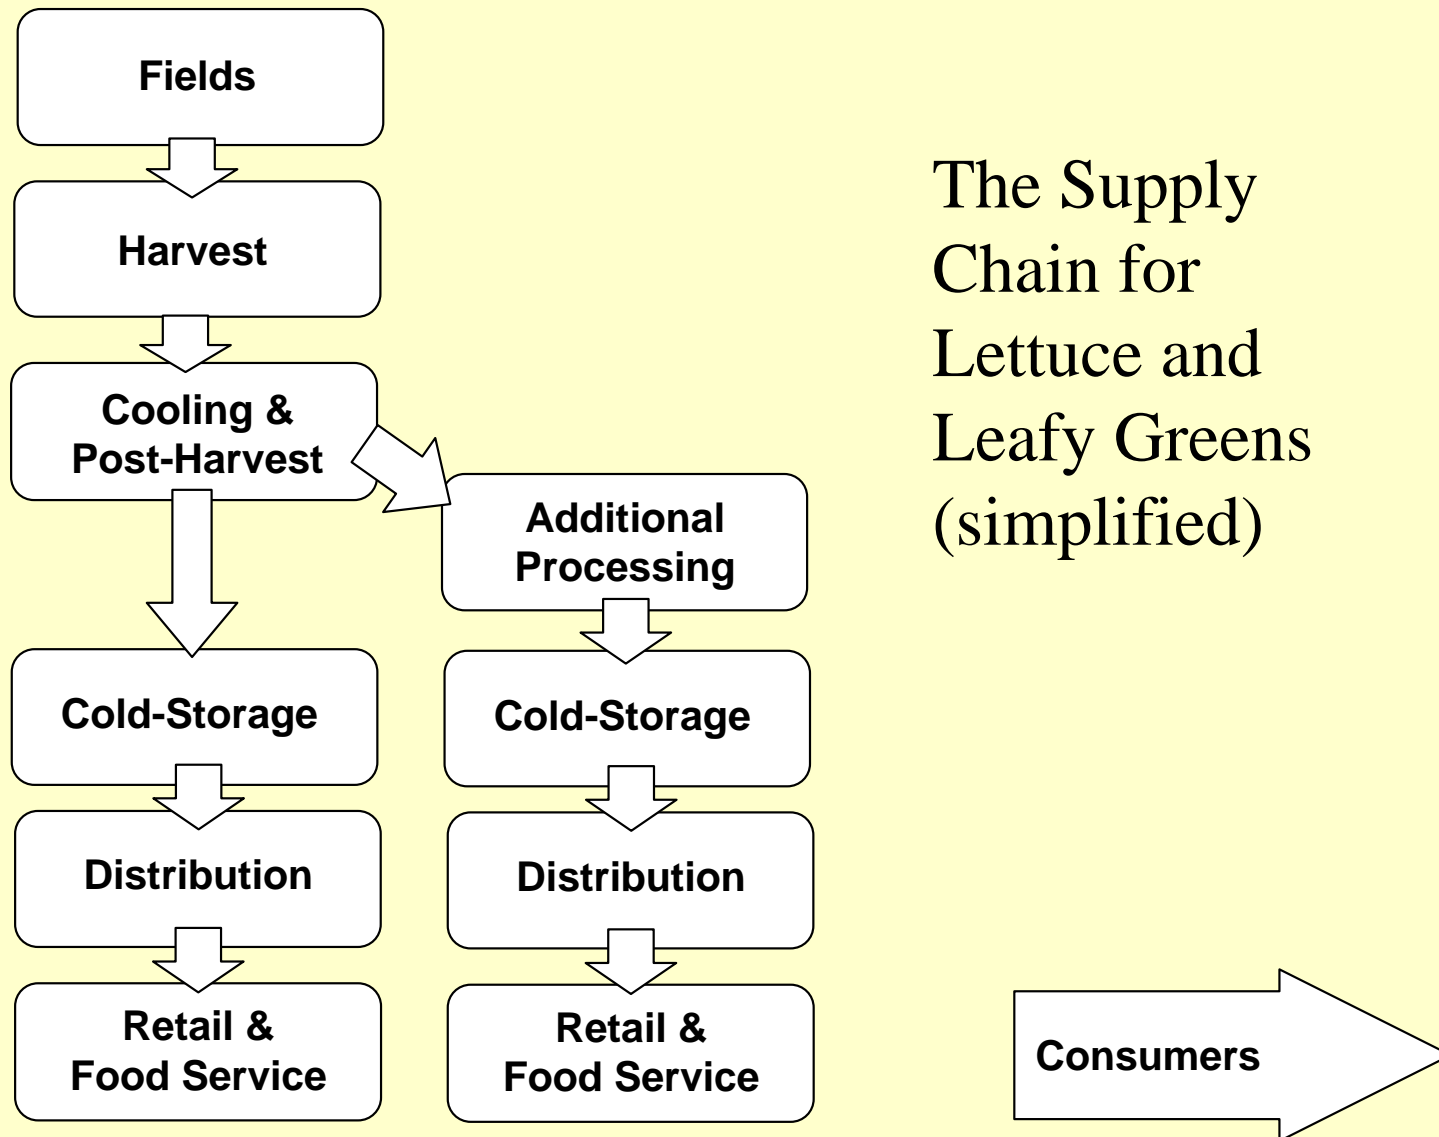 Fields
Harvest
Cooling &
Post-Harvest
Additional
Processing
Cold-Storage
Cold-Storage
Distribution
Distribution
Retail &
Food Service
Retail &
Food Service
The Supply
Chain for
Lettuce and
Leafy Greens
(simplified)
Consumers